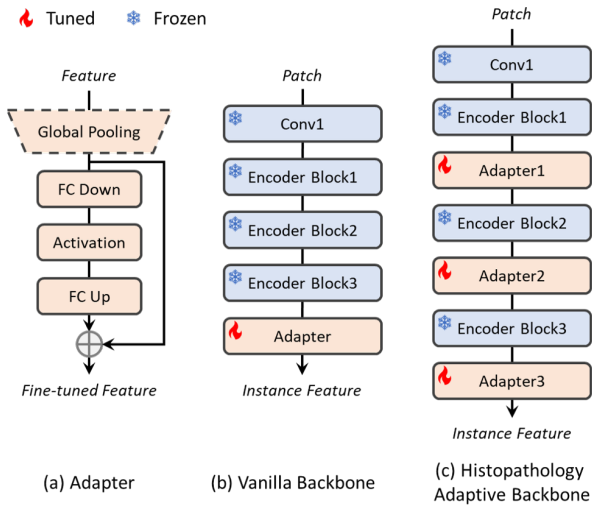 Tuned
Frozen
Feature
Global Pooling
FC Down
Activation
FC Up
Fine-tuned Feature
(a) Adapter
Patch
Conv1
Encoder Block1
Encoder Block2
Encoder Block3
Adapter
Instance Feature
(b) Vanilla Backbone
Patch
Conv1
Encoder Block1
Adapter1
Encoder Block2
Adapter2
Encoder Block3
Adapter3
Instance Feature
(c) Histopathology
Adaptive Backbone